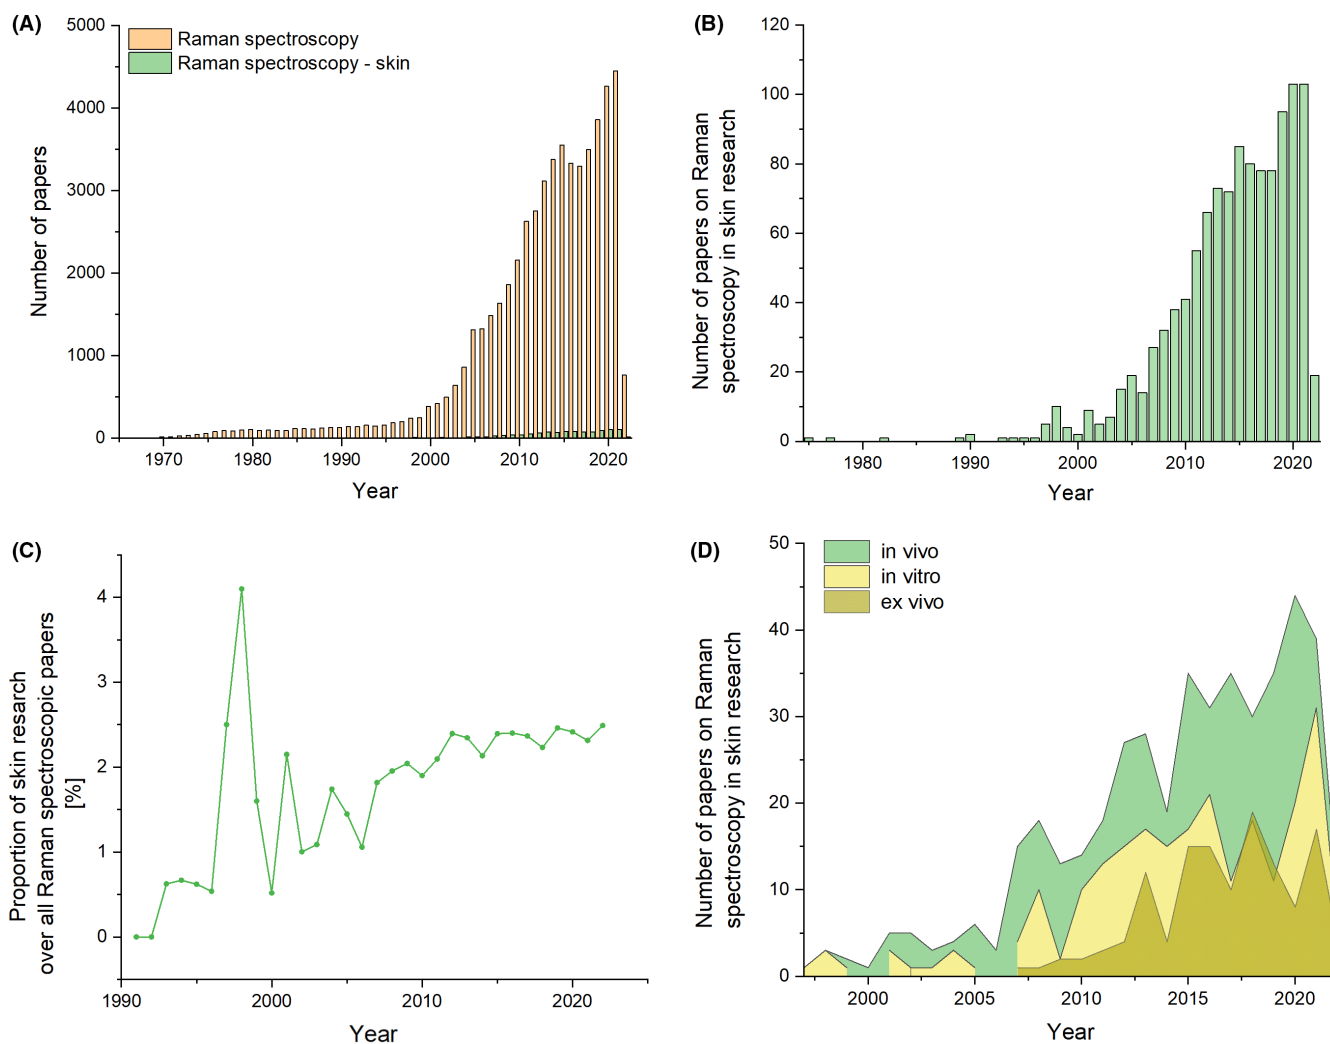 (A)
5000
4000
3000
2000
1000
0
Number of papers
Raman spectroscopy
Raman spectroscopy - skin
1970
1980
1990
2000
2010
2020
Year
(B)
120
100
80
60
40
20
0
Number of papers on Raman
spectroscopy in skin research
1980
1990
2000
2010
2020
Year
(C)
4
3
2
1
0
Proportion of skin resarch
over all Raman spectroscopic papers
[%]
1990
2000
2010
2020
Year
(D)
50
40
30
20
10
0
Number of papers on Raman
spectroscopy in skin research
in vivo
in vitro
ex vivo
2000
2005
2010
2015
2020
Year